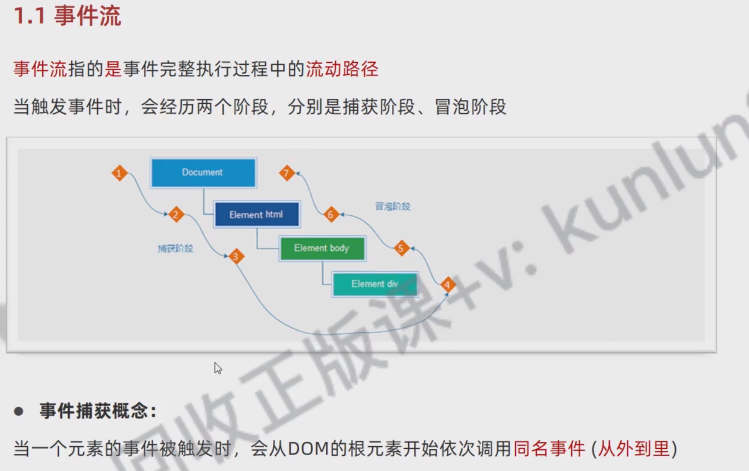 1.1 事件流
事件流指的是事件完整执行过程中的流动路径
当触发事件时，会经历两个阶段，分别是捕获阶段、冒泡阶段
1
Document
7
2
Element html
6
冒泡阶段
捕获阶段
3
Element body
5
Element div
4
回收正版课+v: kunlun
● 事件捕获概念：
当一个元素的事件被触发时，会从DOM的根元素开始依次调用同名事件 (从外到里)